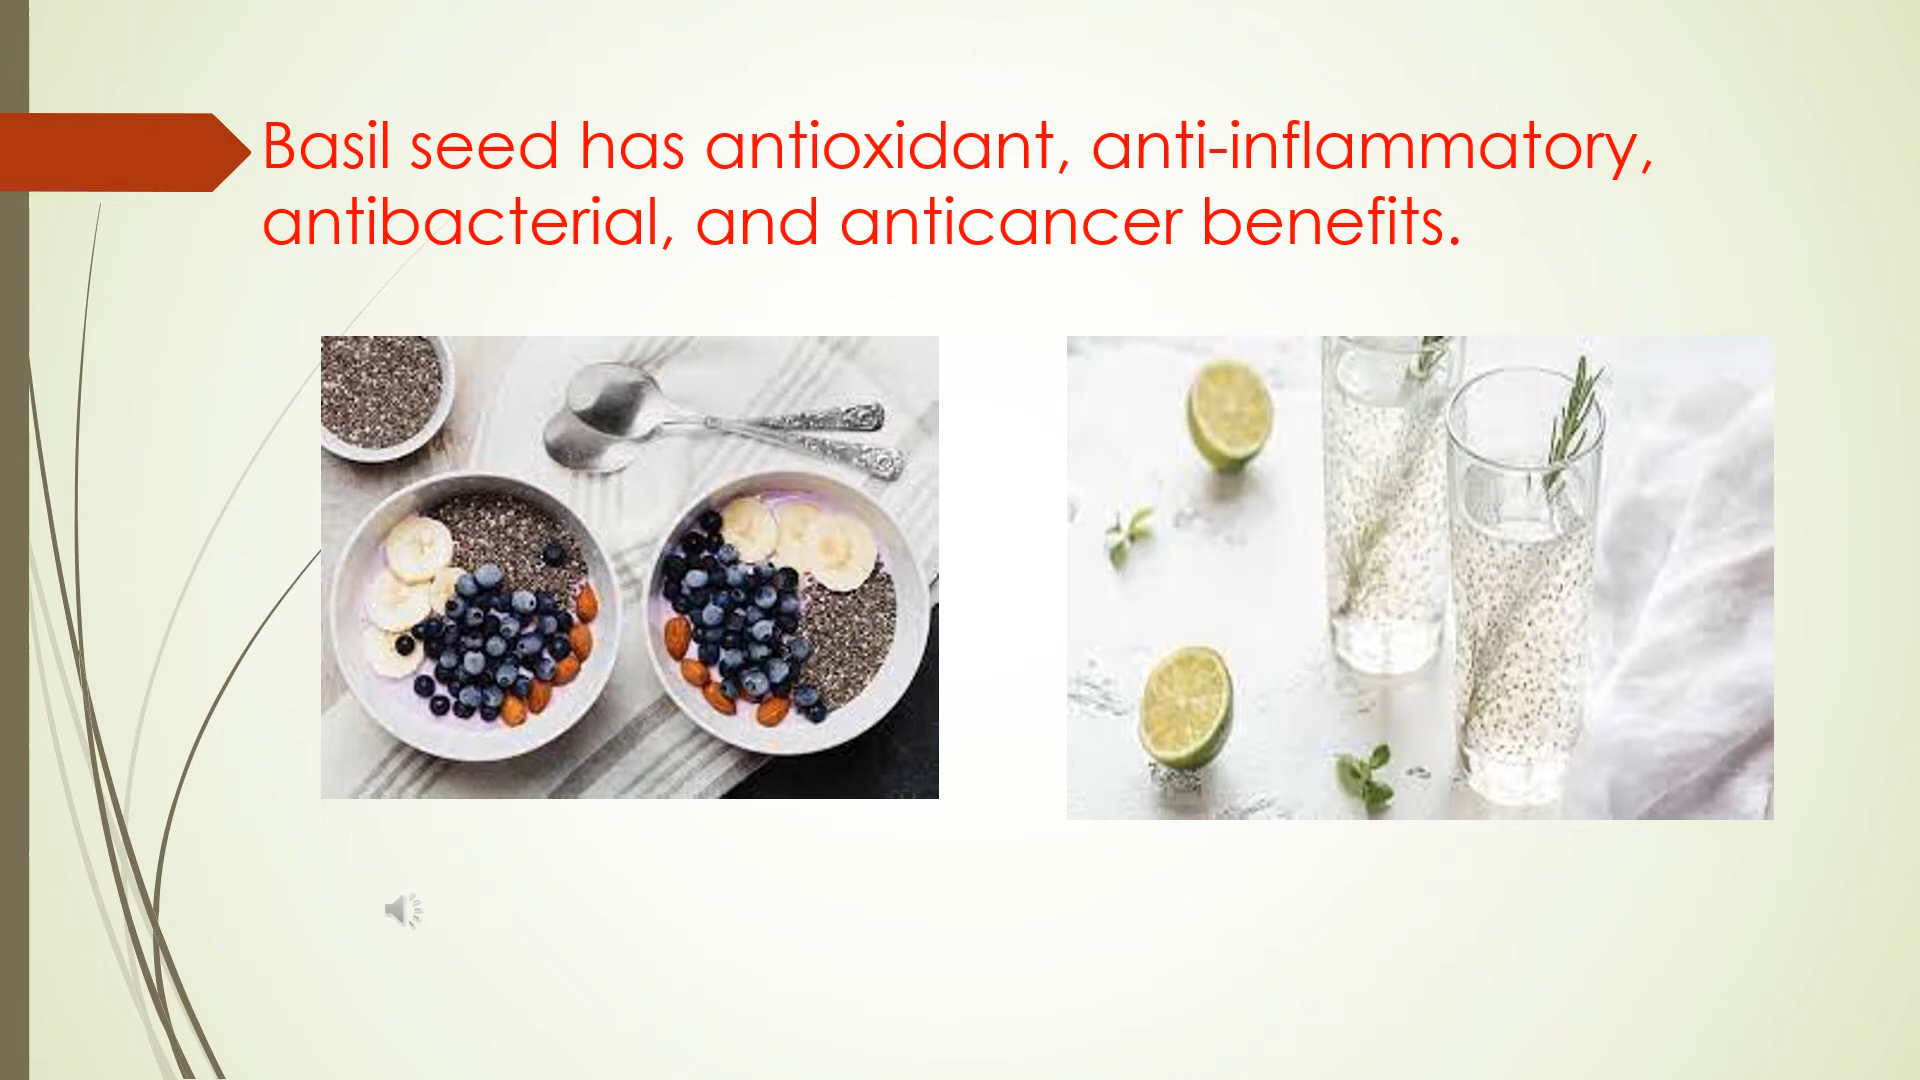 Basil seed has antioxidant, anti-inflammatory,
antibacterial, and anticancer benefits.